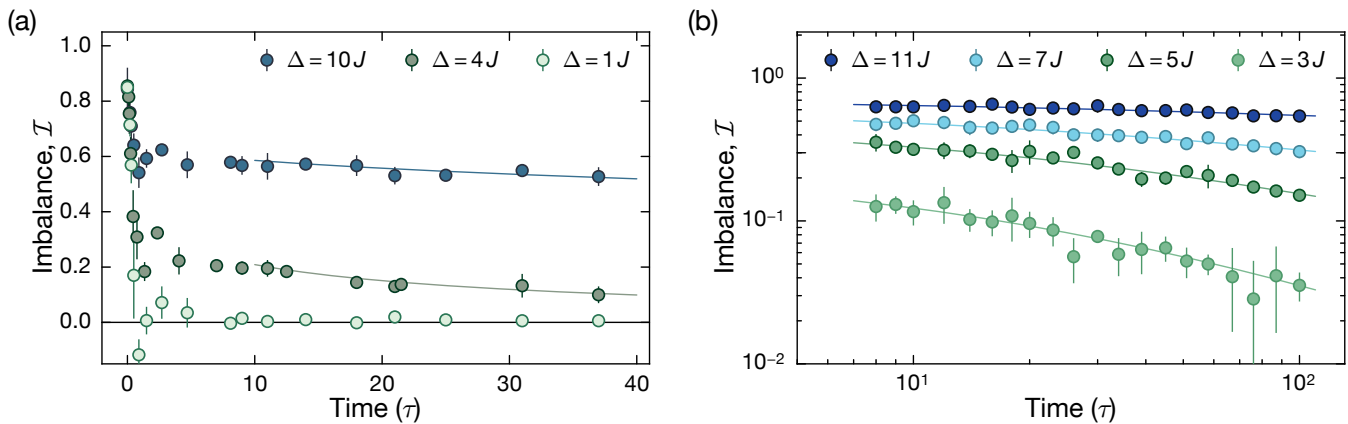 (a)
Imbalance, ℐ
1.0
0.8
0.6
0.4
0.2
0.0
Δ = 10 J
Δ = 4 J
Δ = 1 J
0
10
20
30
40
Time (τ)
(b)
Imbalance, ℐ
10⁰
10⁻¹
10⁻²
Δ = 11 J
Δ = 7 J
Δ = 5 J
Δ = 3 J
10¹
10²
Time (τ)